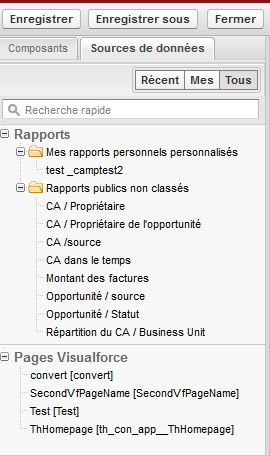 Enregistrer Enregistrer sous Fermer
Composants Sources de données
Récent Mes Tous
Recherche rapide
Rapports
Mes rapports personnels personnalisés
test _camptest2
Rapports publics non classés
CA / Propriétaire
CA / Propriétaire de l'opportunité
CA /source
CA dans le temps
Montant des factures
Opportunité / source
Opportunité / Statut
Répartition du CA / Business Unit
Pages Visualforce
convert [convert]
SecondVfPageName [SecondVfPageName]
Test [Test]
ThHomepage [th_con_app__ThHomepage]